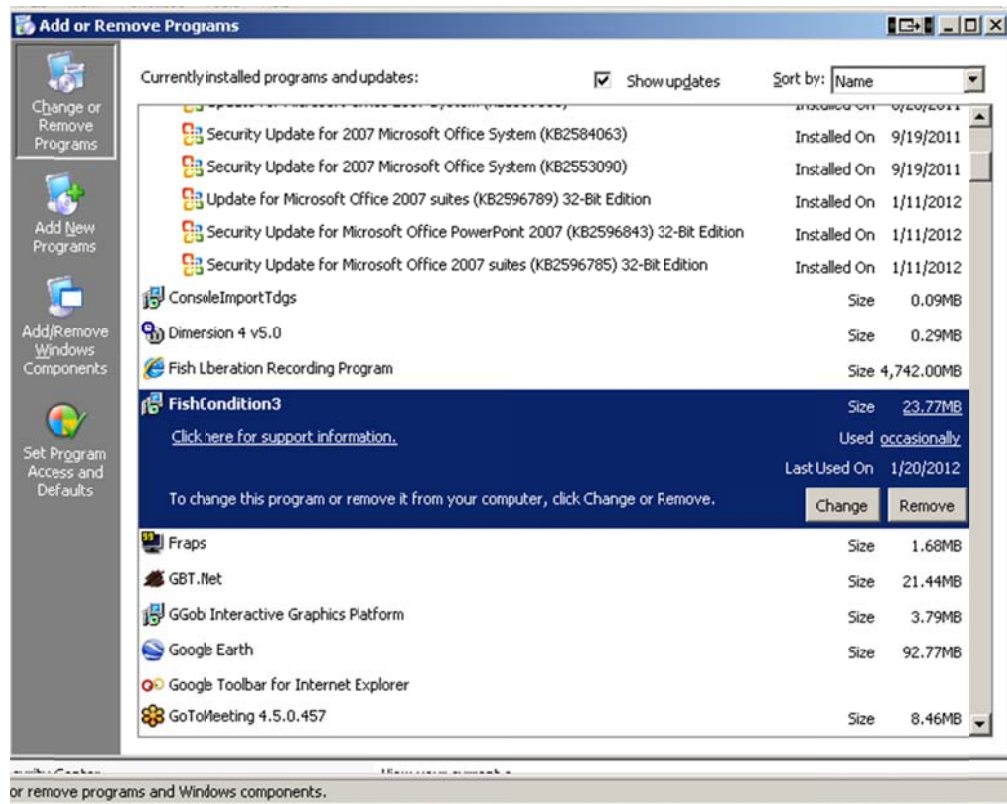 Add or Remove Programs
Change or
Remove
Programs
Add New
Programs
Add/Remove
Windows
Components
Set Program
Access and
Defaults
Currently installed programs and updates:
Show updates
Sort by: Name
Security Update for 2007 Microsoft Office System (KB2584063) Installed On 9/19/2011
Security Update for 2007 Microsoft Office System (KB2553090) Installed On 9/19/2011
Update for Microsoft Office 2007 suites (KB2596789) 32-Bit Edition Installed On 1/11/2012
Security Update for Microsoft Office PowerPoint 2007 (KB2596843) 32-Bit Edition Installed On 1/11/2012
Security Update for Microsoft Office 2007 suites (KB2596785) 32-Bit Edition Installed On 1/11/2012
ConsoleImportTdgs Size 0.09MB
Dimension 4 v5.0 Size 0.29MB
Fish Lberation Recording Program Size 4,742.00MB
FishCondition3 Size 23.77MB
Click here for support information. Used occasionally
Last Used On 1/20/2012
To change this program or remove it from your computer, click Change or Remove. Change Remove
Fraps Size 1.68MB
GBT.Net Size 21.44MB
GGobi Interactive Graphics Platform Size 3.79MB
Google Earth Size 92.77MB
Google Toolbar for Internet Explorer
GoToMeeting 4.5.0.457 Size 8.46MB
or remove programs and Windows components.